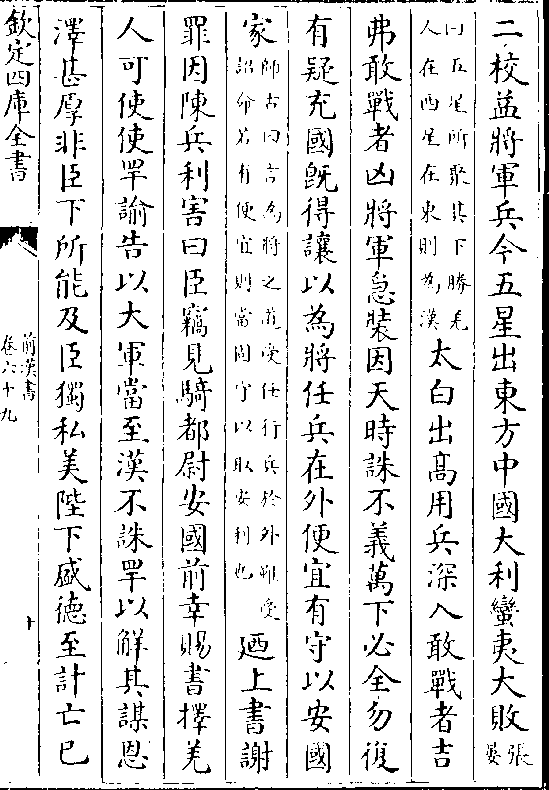 二校益將軍兵今五星出東方中國大利蠻夷大敗張晏
曰五星所聚其下勝羌人在西星在東則為漢太白出高用兵深入敢戰者吉
弗敢戰者凶將軍急裝因天時誅不義萬下必全勿復
有疑充國既得讓以為將任兵在外便宜有守以安國
家師古曰言為將之道受任行兵於外雖受詔命若有便宜則當固守以取安利也廼上書謝
罪因陳兵利害曰臣竊見騎都尉安國前幸賜書擇羌
人可使使罕諭告以大軍當至漢不誅罕以解其謀恩
澤甚厚非臣下所能及臣獨私美陛下盛德至計亡已
欽定四庫全書
前漢書
卷六十九
十